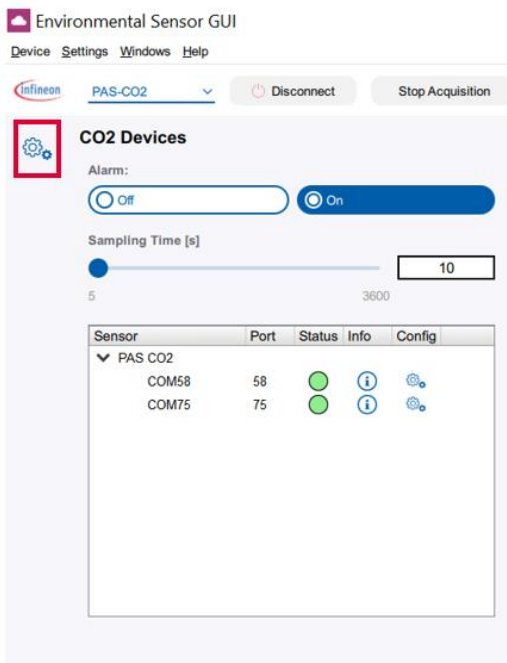 Environmental Sensor GUI
Device Settings Windows Help
infineon PAS-CO2 Disconnect Stop Acquisition
CO2 Devices
Alarm:
Off On
Sampling Time [s]
10
5 3600
Sensor Port Status Info Config
PAS CO2
COM58 58 i
COM75 75 i